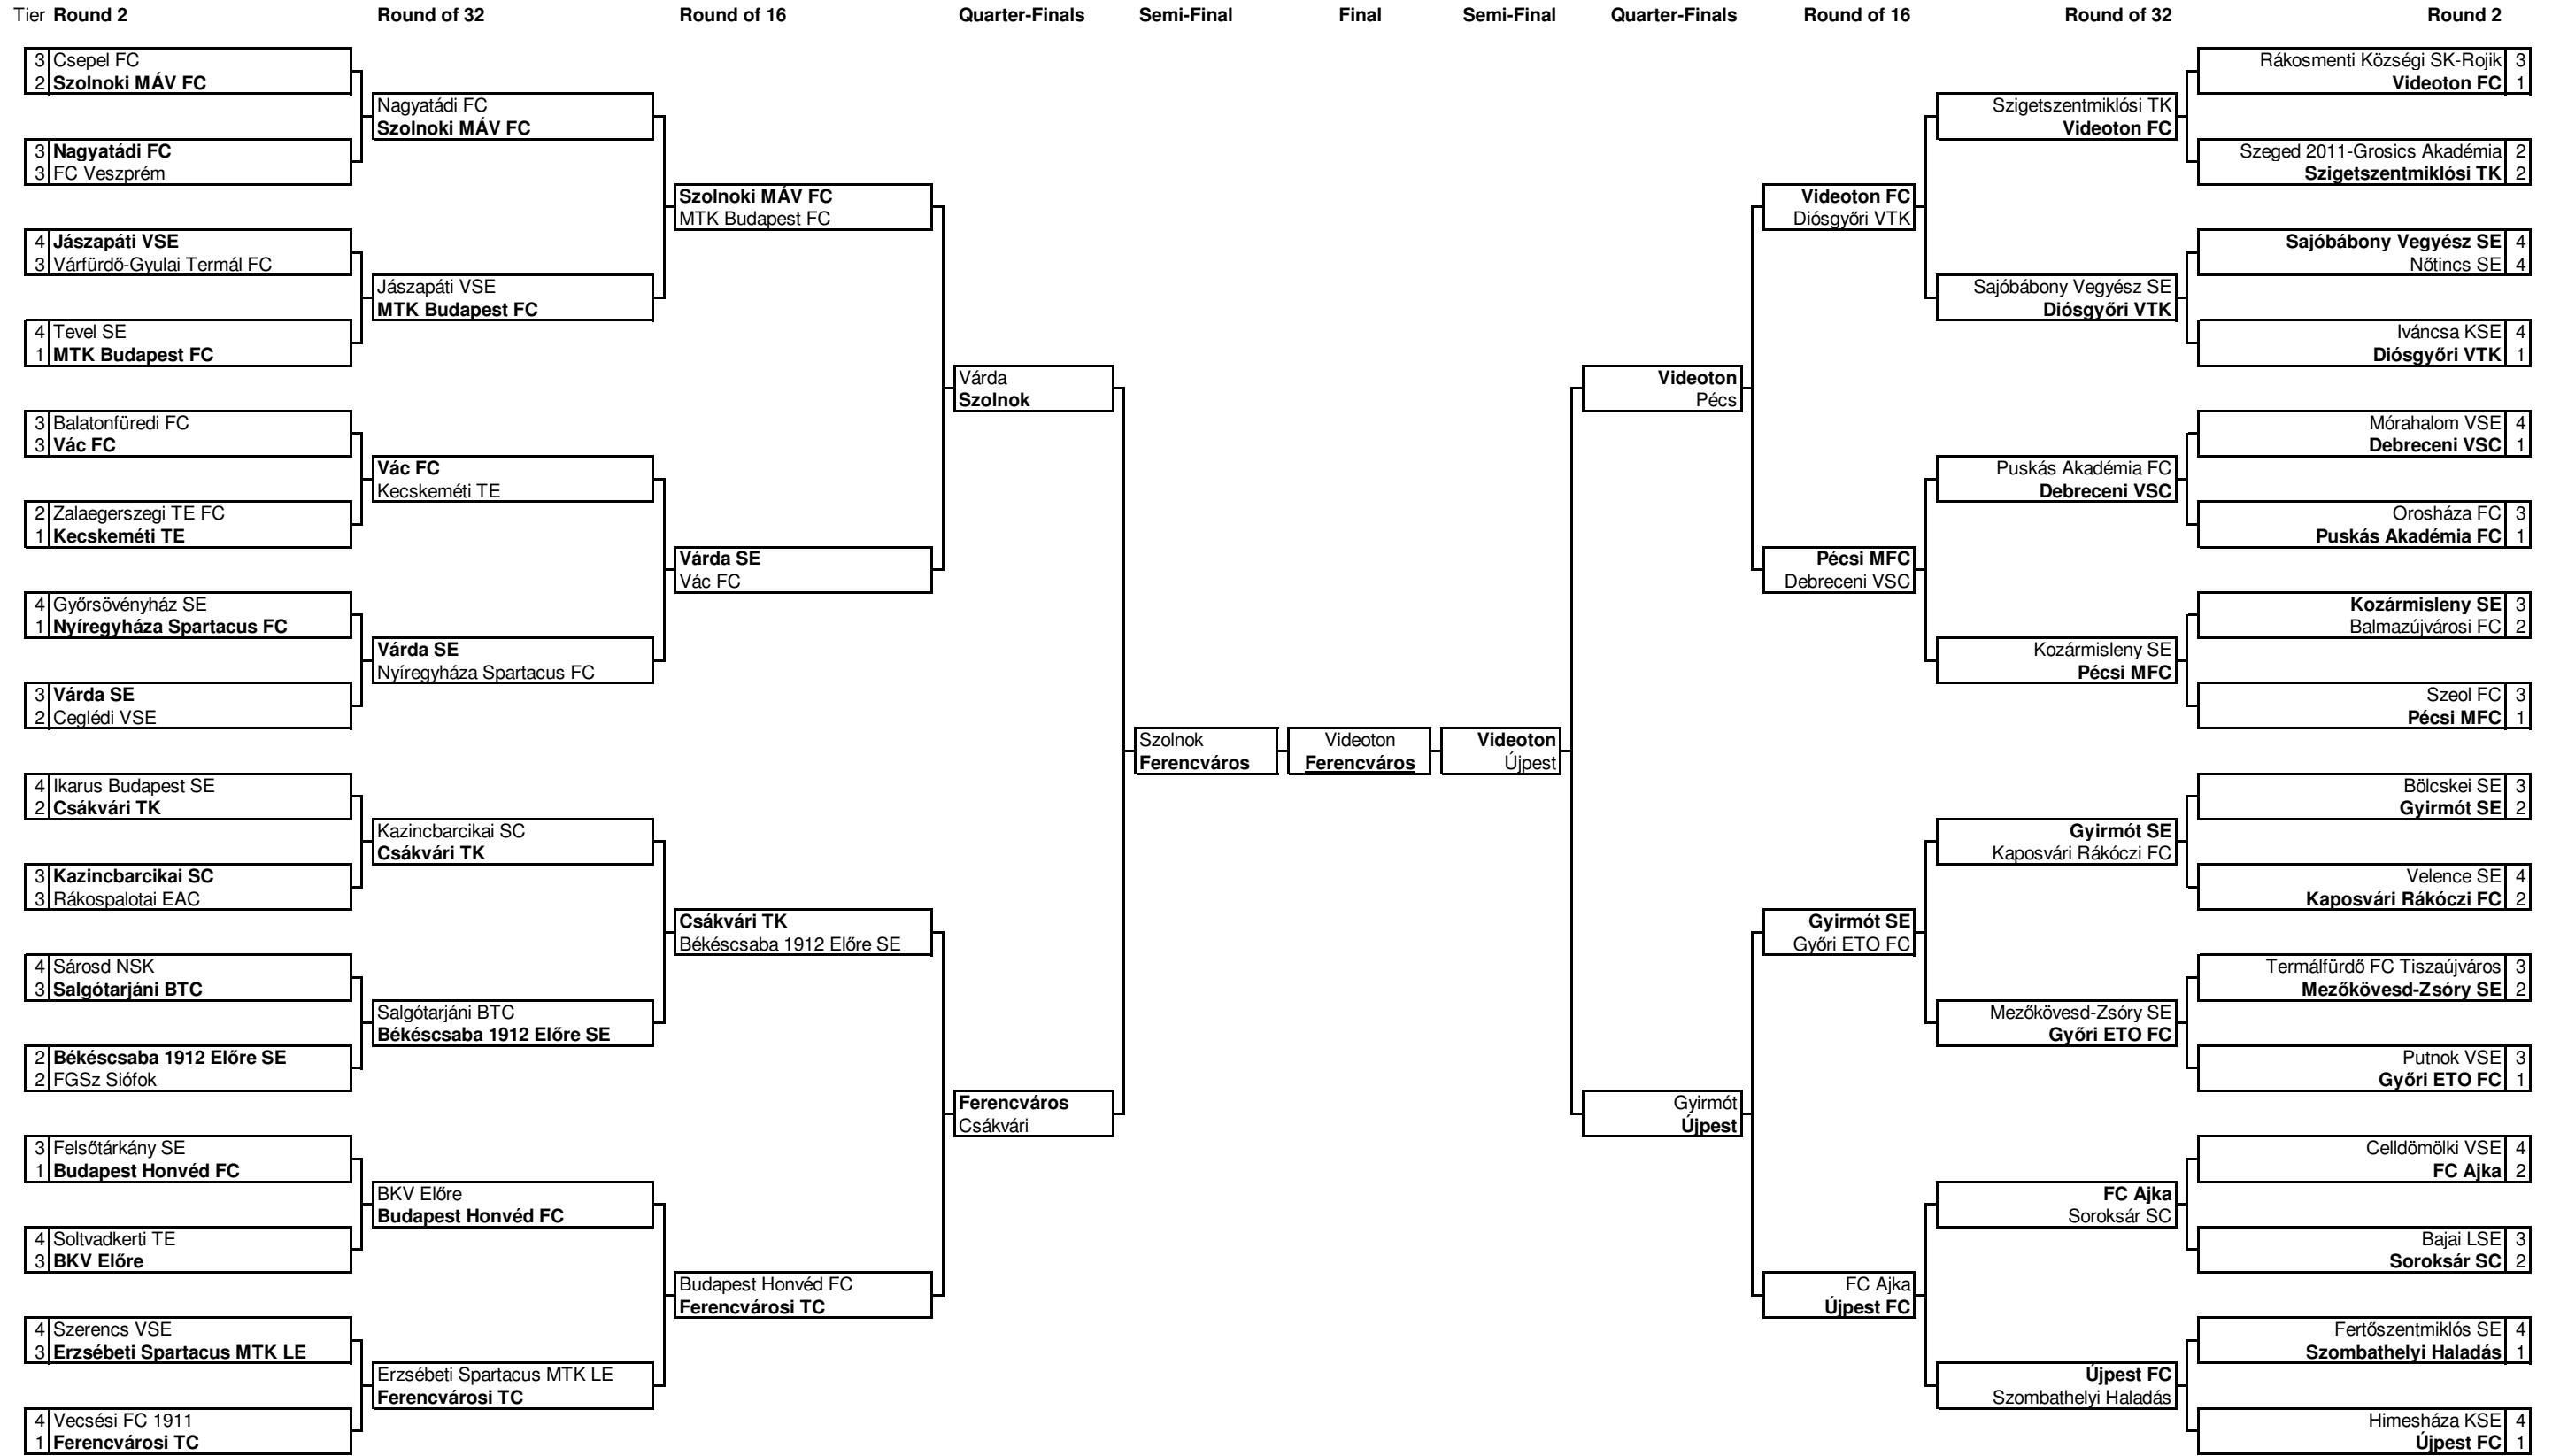 Tier Round 2 Round of 32 Round of 16 Quarter-Finals Semi-Final Final Semi-Final Quarter-Finals Round of 16 Round of 32 Round 2
3 Csepel FC
2 Szolnoki MÁV FC
3 Nagyatádi FC
3 FC Veszprém
4 Jászapáti VSE
3 Várfürdő-Gyulai Termál FC
4 Tevel SE
1 MTK Budapest FC
3 Balatonfüredi FC
3 Vác FC
2 Zalaegerszegi TE FC
1 Kecskeméti TE
4 Győrsövényház SE
1 Nyíregyháza Spartacus FC
3 Várda SE
2 Ceglédi VSE
4 Ikarus Budapest SE
2 Csákvári TK
3 Kazincbarcikai SC
3 Rákospalotai EAC
4 Sárosd NSK
3 Salgótarjáni BTC
2 Békéscsaba 1912 Előre SE
2 FGSz Siófok
3 Felsőtárkány SE
1 Budapest Honvéd FC
4 Soltvadkerti TE
3 BKV Előre
4 Szerencs VSE
3 Erzsébeti Spartacus MTK LE
4 Vecsési FC 1911
1 Ferencvárosi TC
Nagyatádi FC
Szolnoki MÁV FC
Jászapáti VSE
MTK Budapest FC
Vác FC
Kecskeméti TE
Várda SE
Nyíregyháza Spartacus FC
Kazincbarcikai SC
Csákvári TK
Salgótarjáni BTC
Békéscsaba 1912 Előre SE
BKV Előre
Budapest Honvéd FC
Erzsébeti Spartacus MTK LE
Ferencvárosi TC
Szolnoki MÁV FC
MTK Budapest FC
Várda SE
Vác FC
Csákvári TK
Békéscsaba 1912 Előre SE
Budapest Honvéd FC
Ferencvárosi TC
Várda
Szolnok
Ferencváros
Csákvári
Szolnok
Ferencváros
Videoton
Ferencváros
Videoton
Újpest
Videoton
Pécs
Gyirmót
Újpest
Videoton FC
Diósgyőri VTK
Pécsi MFC
Debreceni VSC
Gyirmót SE
Győri ETO FC
FC Ajka
Újpest FC
Szigetszentmiklósi TK
Videoton FC
Sajóbábony Vegyész SE
Diósgyőri VTK
Puskás Akadémia FC
Debreceni VSC
Kozármisleny SE
Pécsi MFC
Gyirmót SE
Kaposvári Rákóczi FC
Mezőkövesd-Zsóry SE
Győri ETO FC
FC Ajka
Soroksár SC
Újpest FC
Szombathelyi Haladás
Rákosmenti Községi SK-Rojik 3
Videoton FC 1
Szeged 2011-Grosics Akadémia 2
Szigetszentmiklósi TK 2
Sajóbábony Vegyész SE 4
Nőtincs SE 4
Iváncsa KSE 4
Diósgyőri VTK 1
Mórahalom VSE 4
Debreceni VSC 1
Orosháza FC 3
Puskás Akadémia FC 1
Kozármisleny SE 3
Balmazújvárosi FC 2
Szeol FC 3
Pécsi MFC 1
Bölcskei SE 3
Gyirmót SE 2
Velence SE 4
Kaposvári Rákóczi FC 2
Termálfürdő FC Tiszaújváros 3
Mezőkövesd-Zsóry SE 2
Putnok VSE 3
Győri ETO FC 1
Celldömölki VSE 4
FC Ajka 2
Bajai LSE 3
Soroksár SC 2
Fertőszentmiklós SE 4
Szombathelyi Haladás 1
Himesháza KSE 4
Újpest FC 1